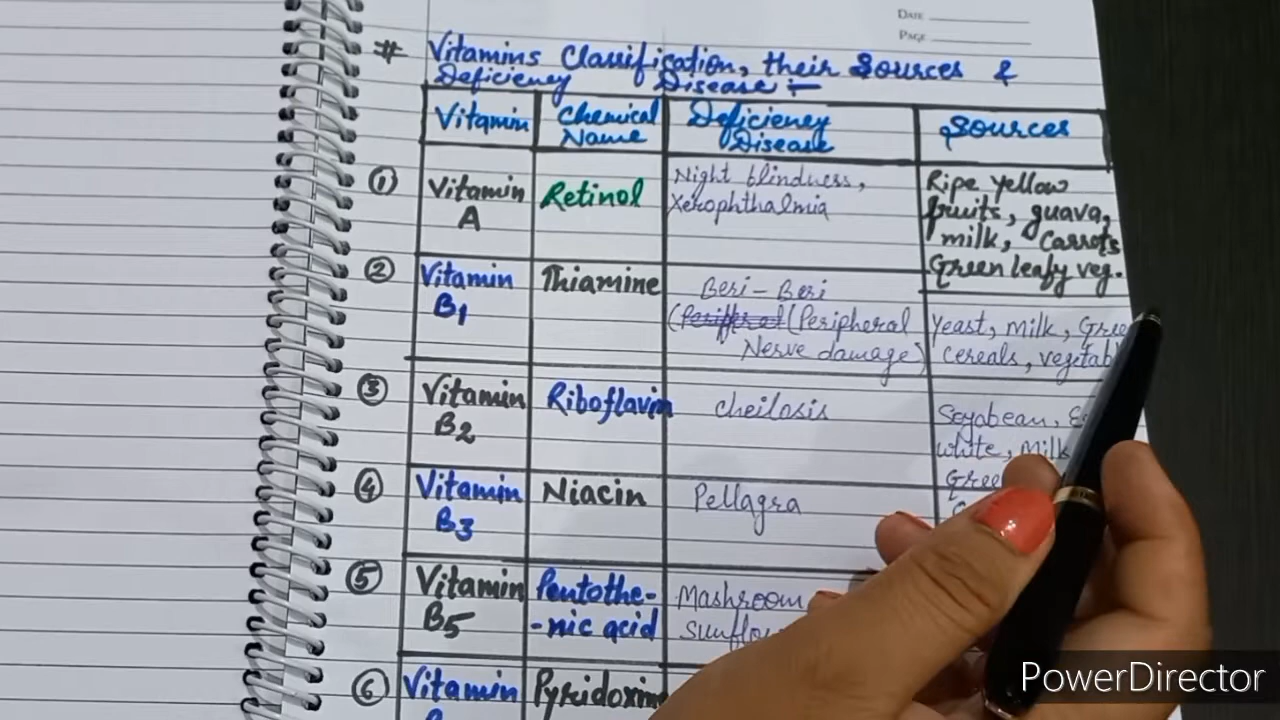 DATE
PAGE
# Vitamins Classification, their Sources &
Deficiency Disease :-
Vitamin Chemical Name Deficiency Disease Sources
① Vitamin A Retinol Night blindness, Xerophthalmia Ripe yellow fruits, guava, milk, Carrots Green leafy veg.
② Vitamin B1 Thiamine Beri-Beri (Peripheral Nerve damage) Yeast, milk, cereals,
③ Vitamin B2 Riboflavin Cheilosis Soyabean, white, milk
④ Vitamin B3 Niacin Pellagra
⑤ Vitamin B5 Pentothe-
-nic acid Mashroom
⑥ Vitamin Pyridoxine
PowerDirector